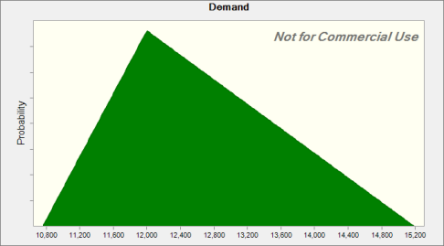 Demand
Not for Commercial Use
Probability
10,800 11,200 11,600 12,000 12,400 12,800 13,200 13,600 14,000 14,400 14,800 15,200